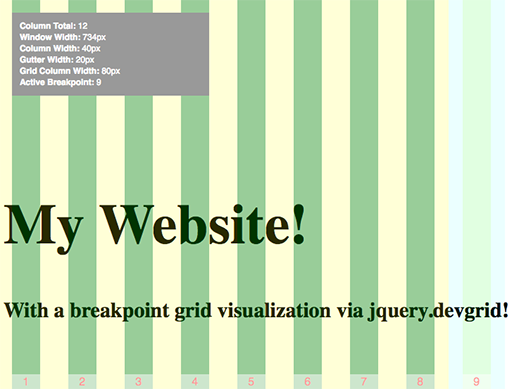 Column Total: 12
Window Width: 734px
Column Width: 40px
Gutter Width: 20px
Grid Column Width: 80px
Active Breakpoint: 9
My Website!
With a breakpoint grid visualization via jquery.devgrid!
1 2 3 4 5 6 7 8 9